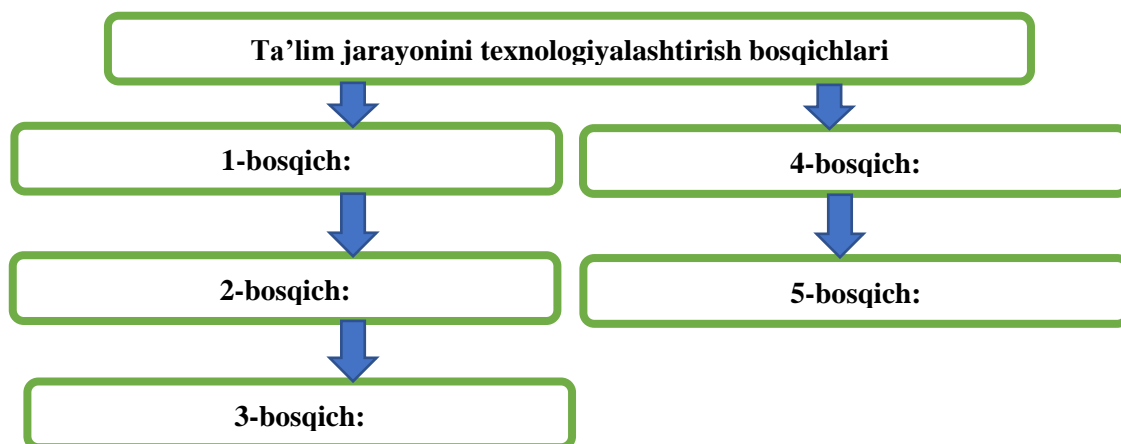 Ta’lim jarayonini texnologiyalashtirish bosqichlari
1-bosqich:
2-bosqich:
3-bosqich:
4-bosqich:
5-bosqich: